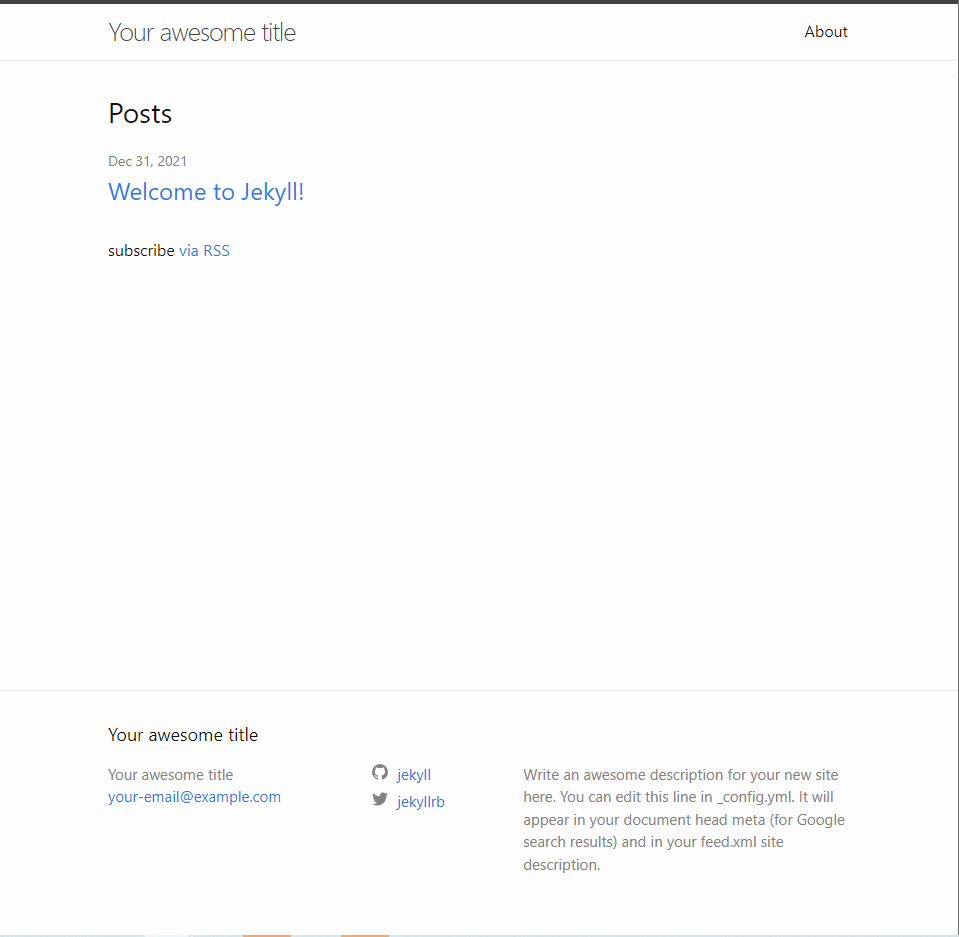 Your awesome title
About
Posts
Dec 31, 2021
Welcome to Jekyll!
subscribe via RSS
Your awesome title
Your awesome title
your-email@example.com
jekyll
jekyllrb
Write an awesome description for your new site
here. You can edit this line in _config.yml. It will
appear in your document head meta (for Google
search results) and in your feed.xml site
description.